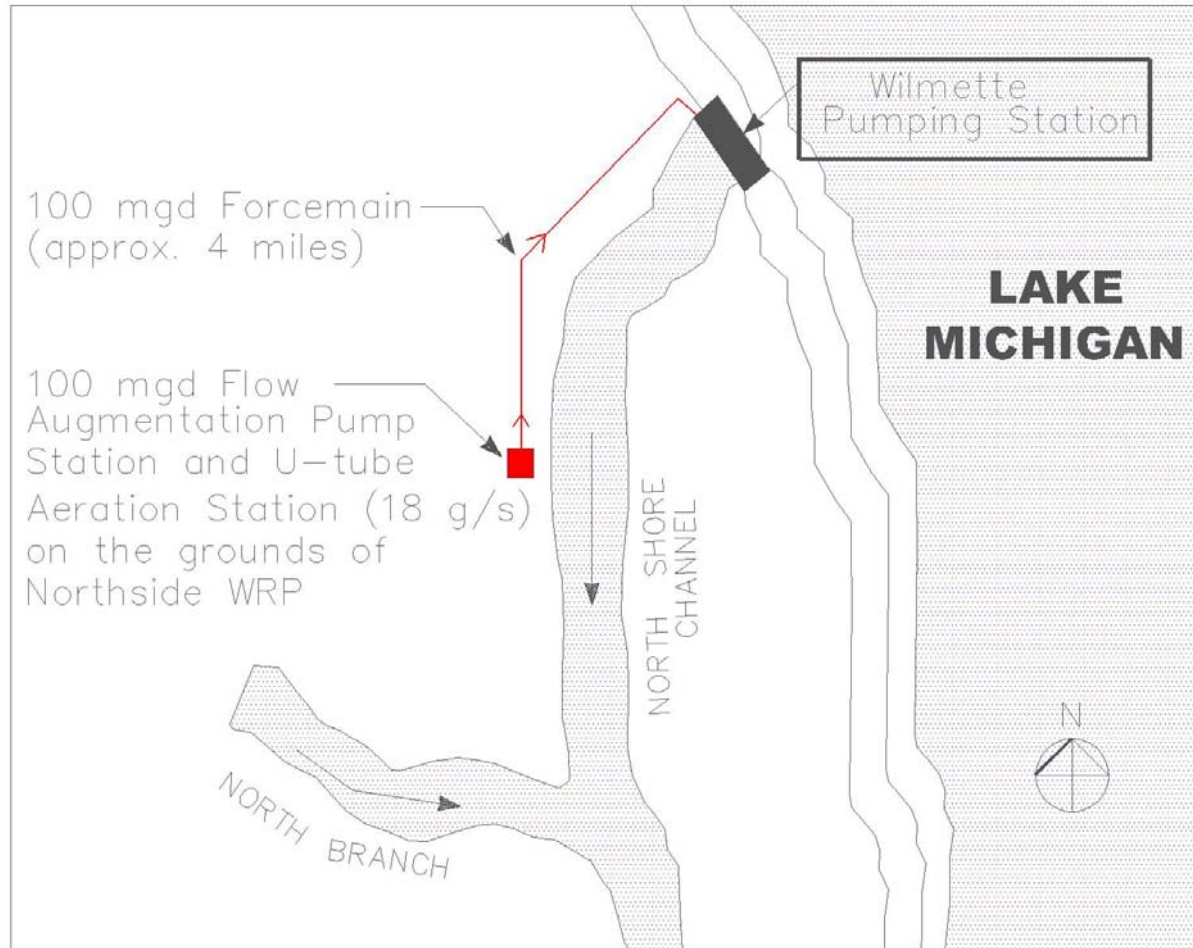 Wilmette
Pumping Station
100 mgd Forcemain
(approx. 4 miles)
LAKE
MICHIGAN
100 mgd Flow
Augmentation Pump
Station and U-tube
Aeration Station (18 g/s)
on the grounds of
Northside WRP
NORTH SHORE
CHANNEL
N
NORTH BRANCH